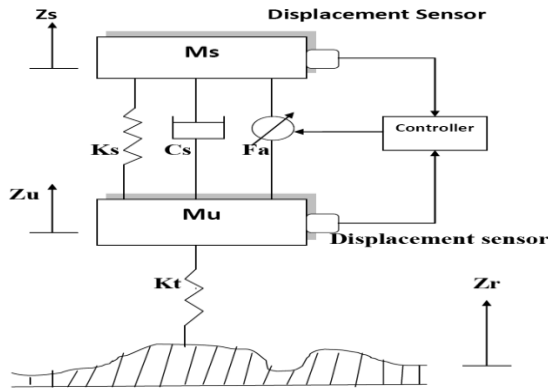 Zs
Displacement Sensor
Ms
Controller
Ks
Cs
Fa
Zu
Mu
Displacement sensor
Kt
Zr